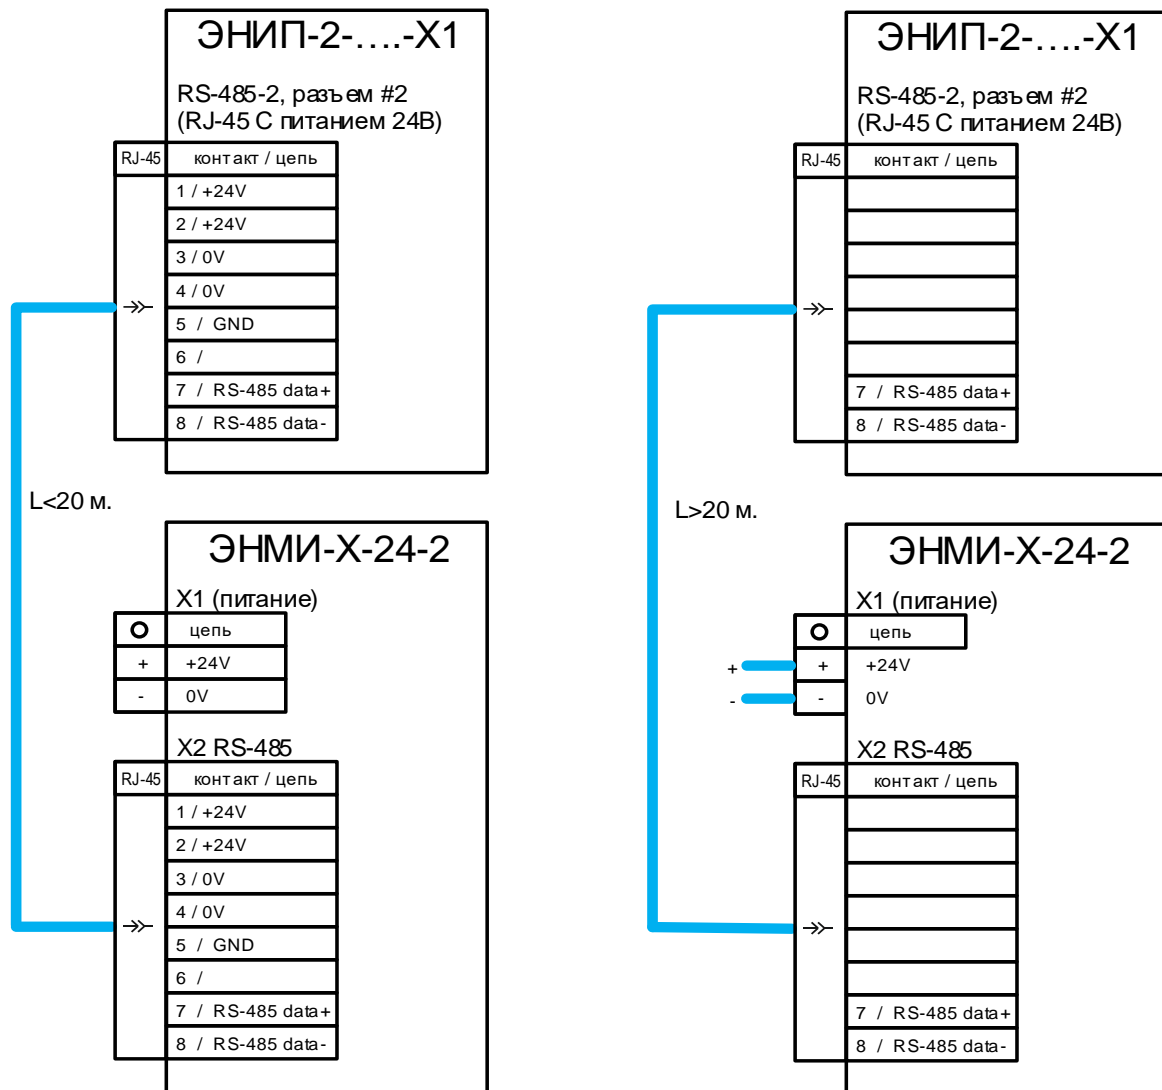 ЭНИП-2-....-X1
RS-485-2, разъем #2
(RJ-45 С питанием 24В)
RJ-45 контакт / цепь
1 / +24V
2 / +24V
3 / 0V
4 / 0V
5 / GND
6 /
7 / RS-485 data+
8 / RS-485 data-
L<20 м.
ЭНМИ-X-24-2
X1 (питание)
цепь
+ +24V
- 0V
X2 RS-485
RJ-45 контакт / цепь
1 / +24V
2 / +24V
3 / 0V
4 / 0V
5 / GND
6 /
7 / RS-485 data+
8 / RS-485 data-
ЭНИП-2-....-X1
RS-485-2, разъем #2
(RJ-45 С питанием 24В)
RJ-45 контакт / цепь
7 / RS-485 data+
8 / RS-485 data-
L>20 м.
ЭНМИ-X-24-2
X1 (питание)
цепь
+ + +24V
- - 0V
X2 RS-485
RJ-45 контакт / цепь
7 / RS-485 data+
8 / RS-485 data-